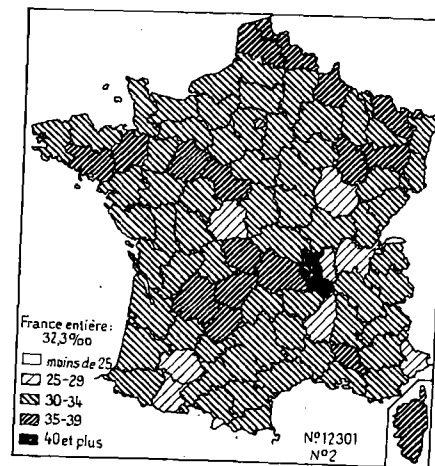 France entière:
32,3‰
moins de 25
25-29
30-34
35-39
40 et plus
Nº12301
Nº2